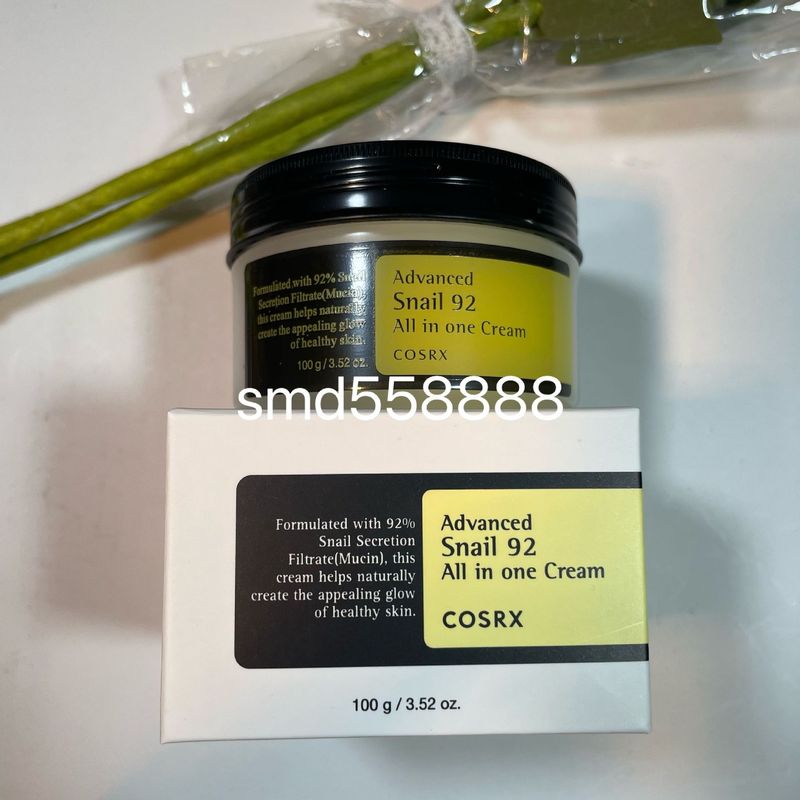 Formulated with 92% Snail
Secretion Filtrate(Mucin),
this cream helps naturally
create the appealing glow
of healthy skin.
100 g / 3.52 oz.
Advanced
Snail 92
All in one Cream
COSRX
smd558888
Formulated with 92%
Snail Secretion
Filtrate(Mucin), this
cream helps naturally
create the appealing glow
of healthy skin.
Advanced
Snail 92
All in one Cream
COSRX
100 g / 3.52 oz.